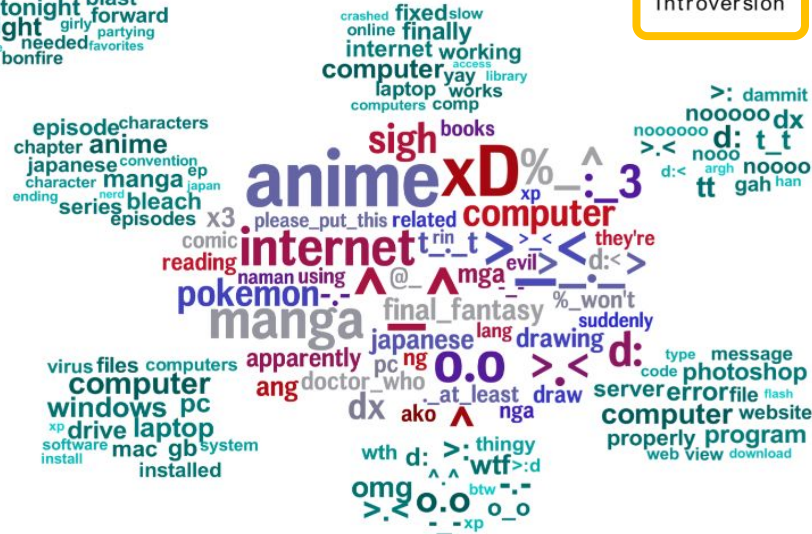 tonight blast
ght girly forward
partying
needed favorites
bonfire
Introversion
crashed fixed slow
online finally
internet working
access
computer yay library
laptop works
computers comp
>: dammit
nooooo dx
noooooo d: t_t
>.< nooo
d:< argh noooo
tt gah han
episode characters
chapter anime
japanese convention
character manga ep
ending nerd japan
series bleach
episodes
sigh books
anime xD %_^
xp :_3
x3 please_put_this related computer
comic internet t_._t rin > >_< < they're
reading evil > d:< >
naman using ^ @_ ^ mga -_- _._
pokemon -.- %_won't
manga _ final_fantasy suddenly
japanese lang drawing
apparently pc ng o.o >.< d:
ang doctor_who ._at_least draw
dx ako ^ nga
virus files computers
computer
windows pc
xp drive laptop
software mac gb system
install
installed
type message
code photoshop
server error file flash
computer website
properly program
web view download
wth d: >: thingy
^.^ wtf >:d
omg btw -.-
>.< o.o o_o
-_- xp